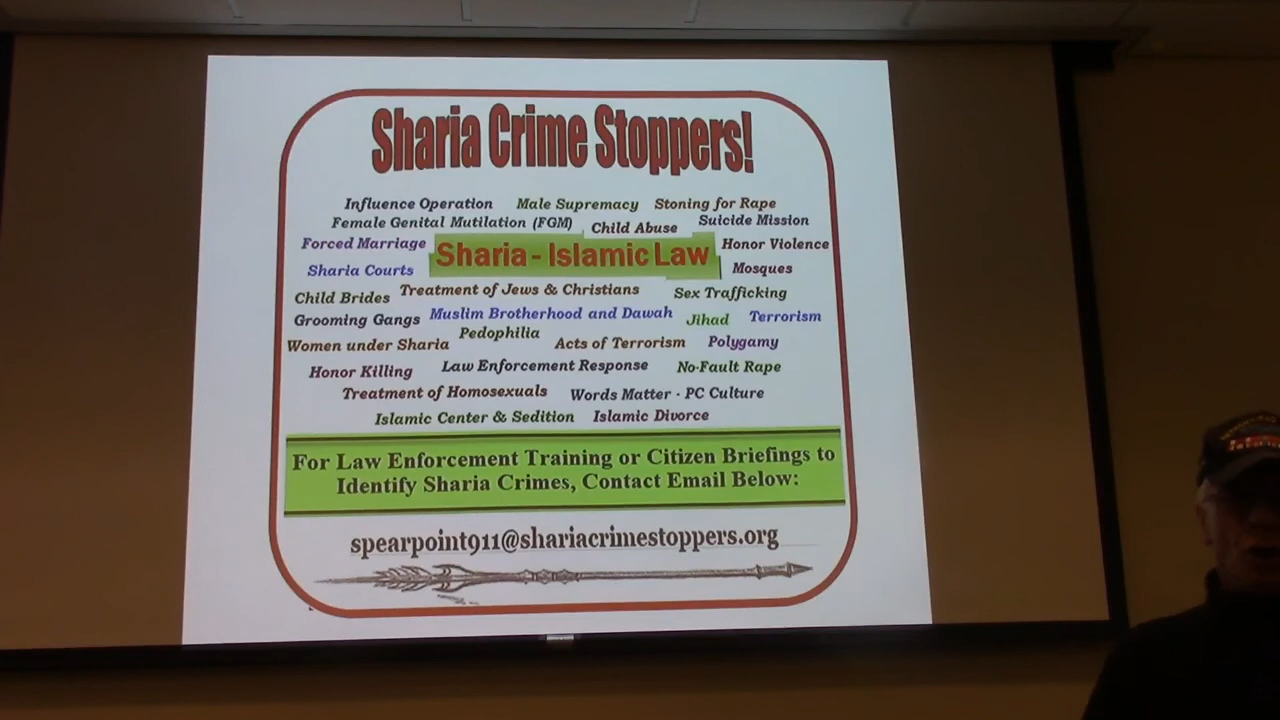 Sharia Crime Stoppers!
Influence Operation Male Supremacy Stoning for Rape
Female Genital Mutilation (FGM) Child Abuse Suicide Mission
Forced Marriage Sharia - Islamic Law Honor Violence
Sharia Courts Mosques
Child Brides Treatment of Jews & Christians Sex Trafficking
Grooming Gangs Muslim Brotherhood and Dawah Jihad Terrorism
Women under Sharia Pedophilia Acts of Terrorism Polygamy
Honor Killing Law Enforcement Response No-Fault Rape
Treatment of Homosexuals Words Matter - PC Culture
Islamic Center & Sedition Islamic Divorce
For Law Enforcement Training or Citizen Briefings to
Identify Sharia Crimes, Contact Email Below:
spearpoint911@shariacrimestoppers.org